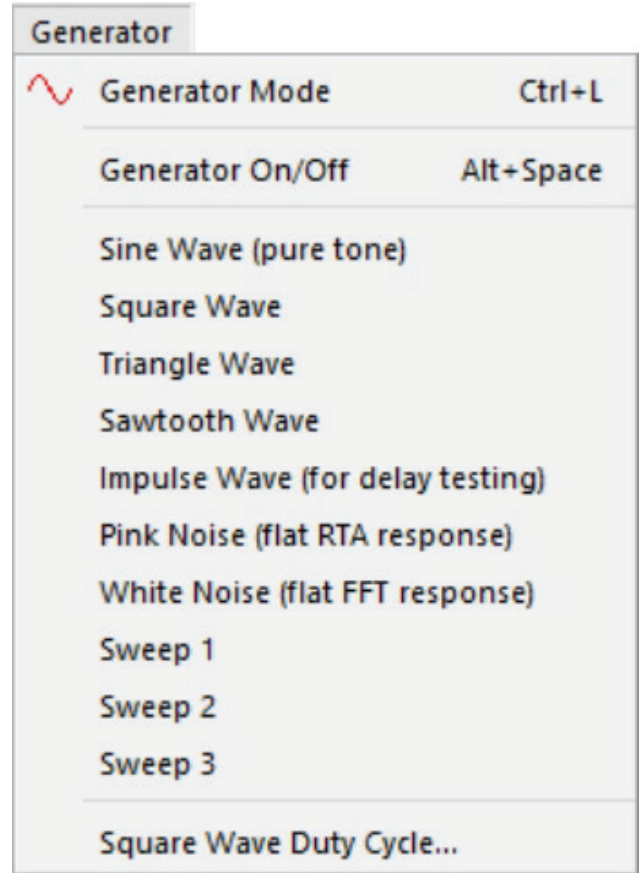 Generator
Generator Mode Ctrl+L
Generator On/Off Alt+Space
Sine Wave (pure tone)
Square Wave
Triangle Wave
Sawtooth Wave
Impulse Wave (for delay testing)
Pink Noise (flat RTA response)
White Noise (flat FFT response)
Sweep 1
Sweep 2
Sweep 3
Square Wave Duty Cycle...